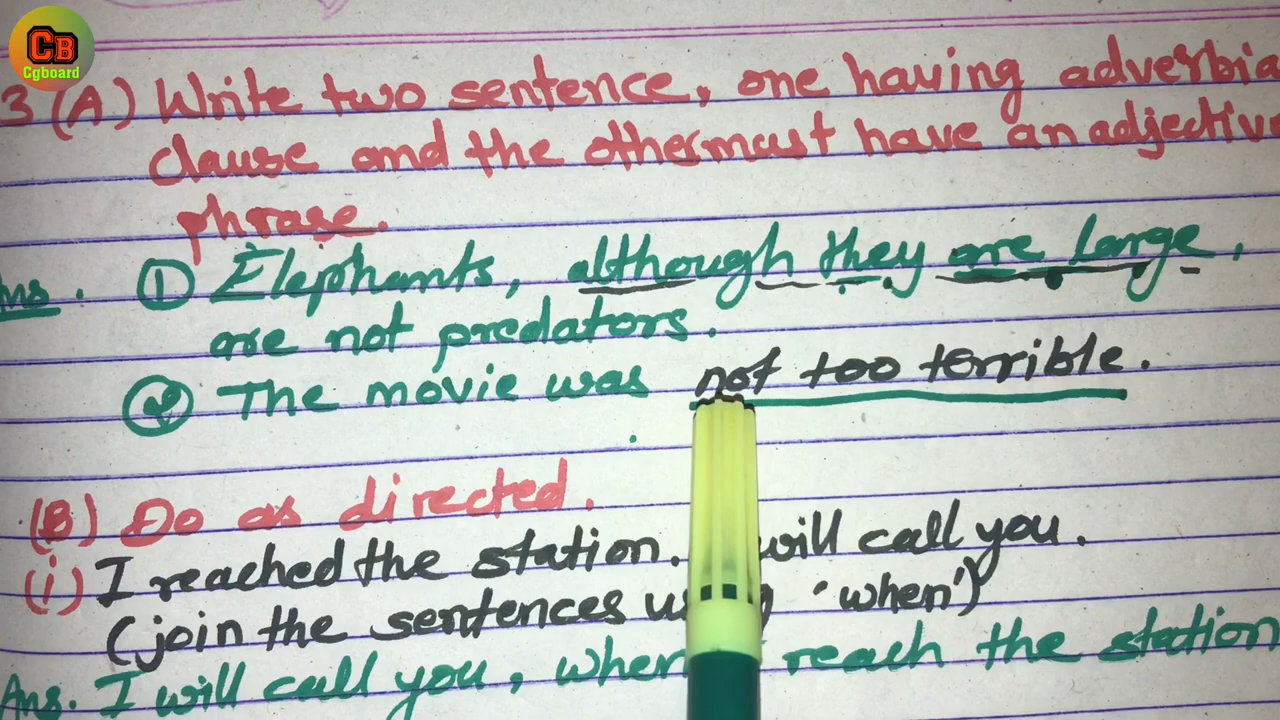 CB
Cgboard
3 (A.) Write two sentence, one having adverbia
clause and the othermust have an adjective
phrase.
Ans. ① Elephants, although they are large,
are not predators.
② The movie was not too terrible.
(B) Do as directed.
(i) I reached the station. will call you.
(join the sentences 'when')
Ans. I will call you, when reach the station